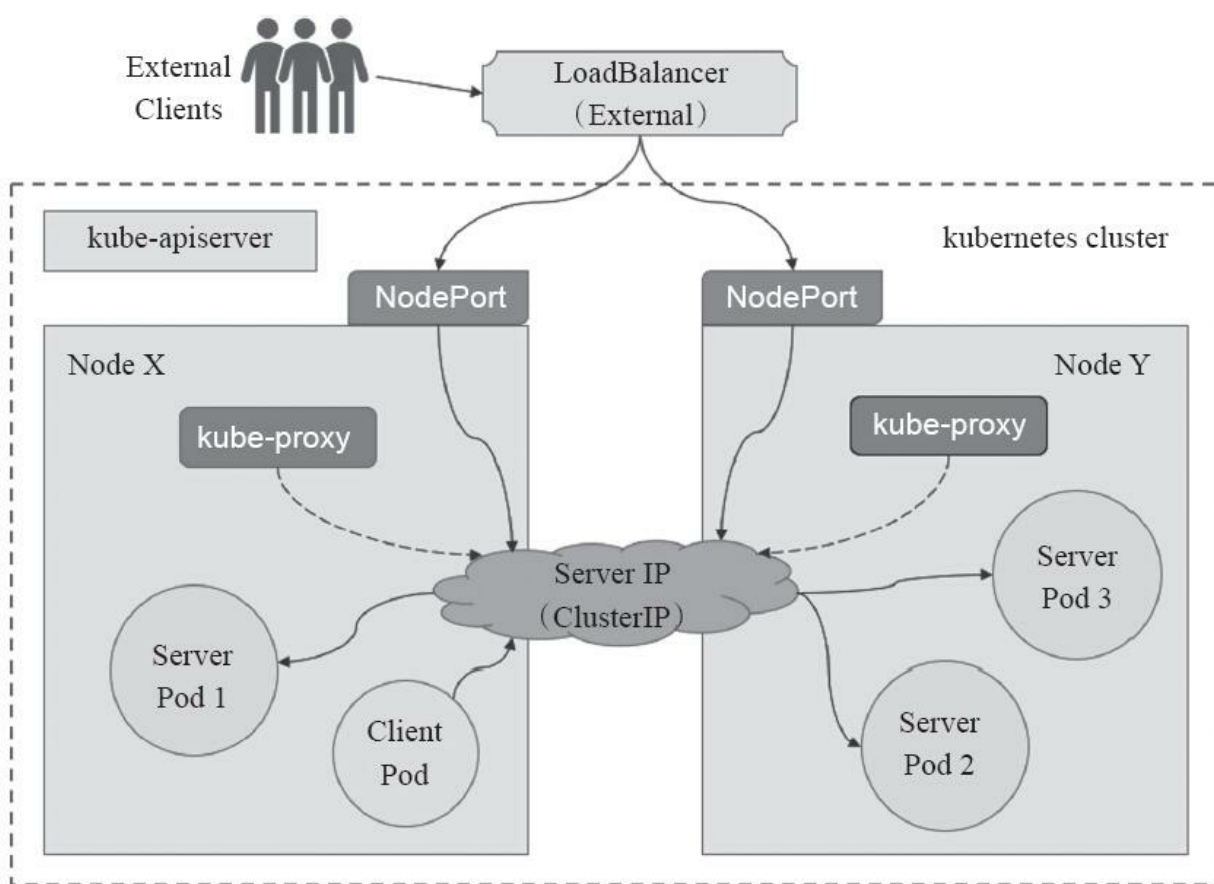 External
Clients
LoadBalancer
（External）
kube-apiserver
kubernetes cluster
NodePort
NodePort
Node X
Node Y
kube-proxy
kube-proxy
Server IP
（ClusterIP）
Server
Pod 1
Client
Pod
Server
Pod 3
Server
Pod 2